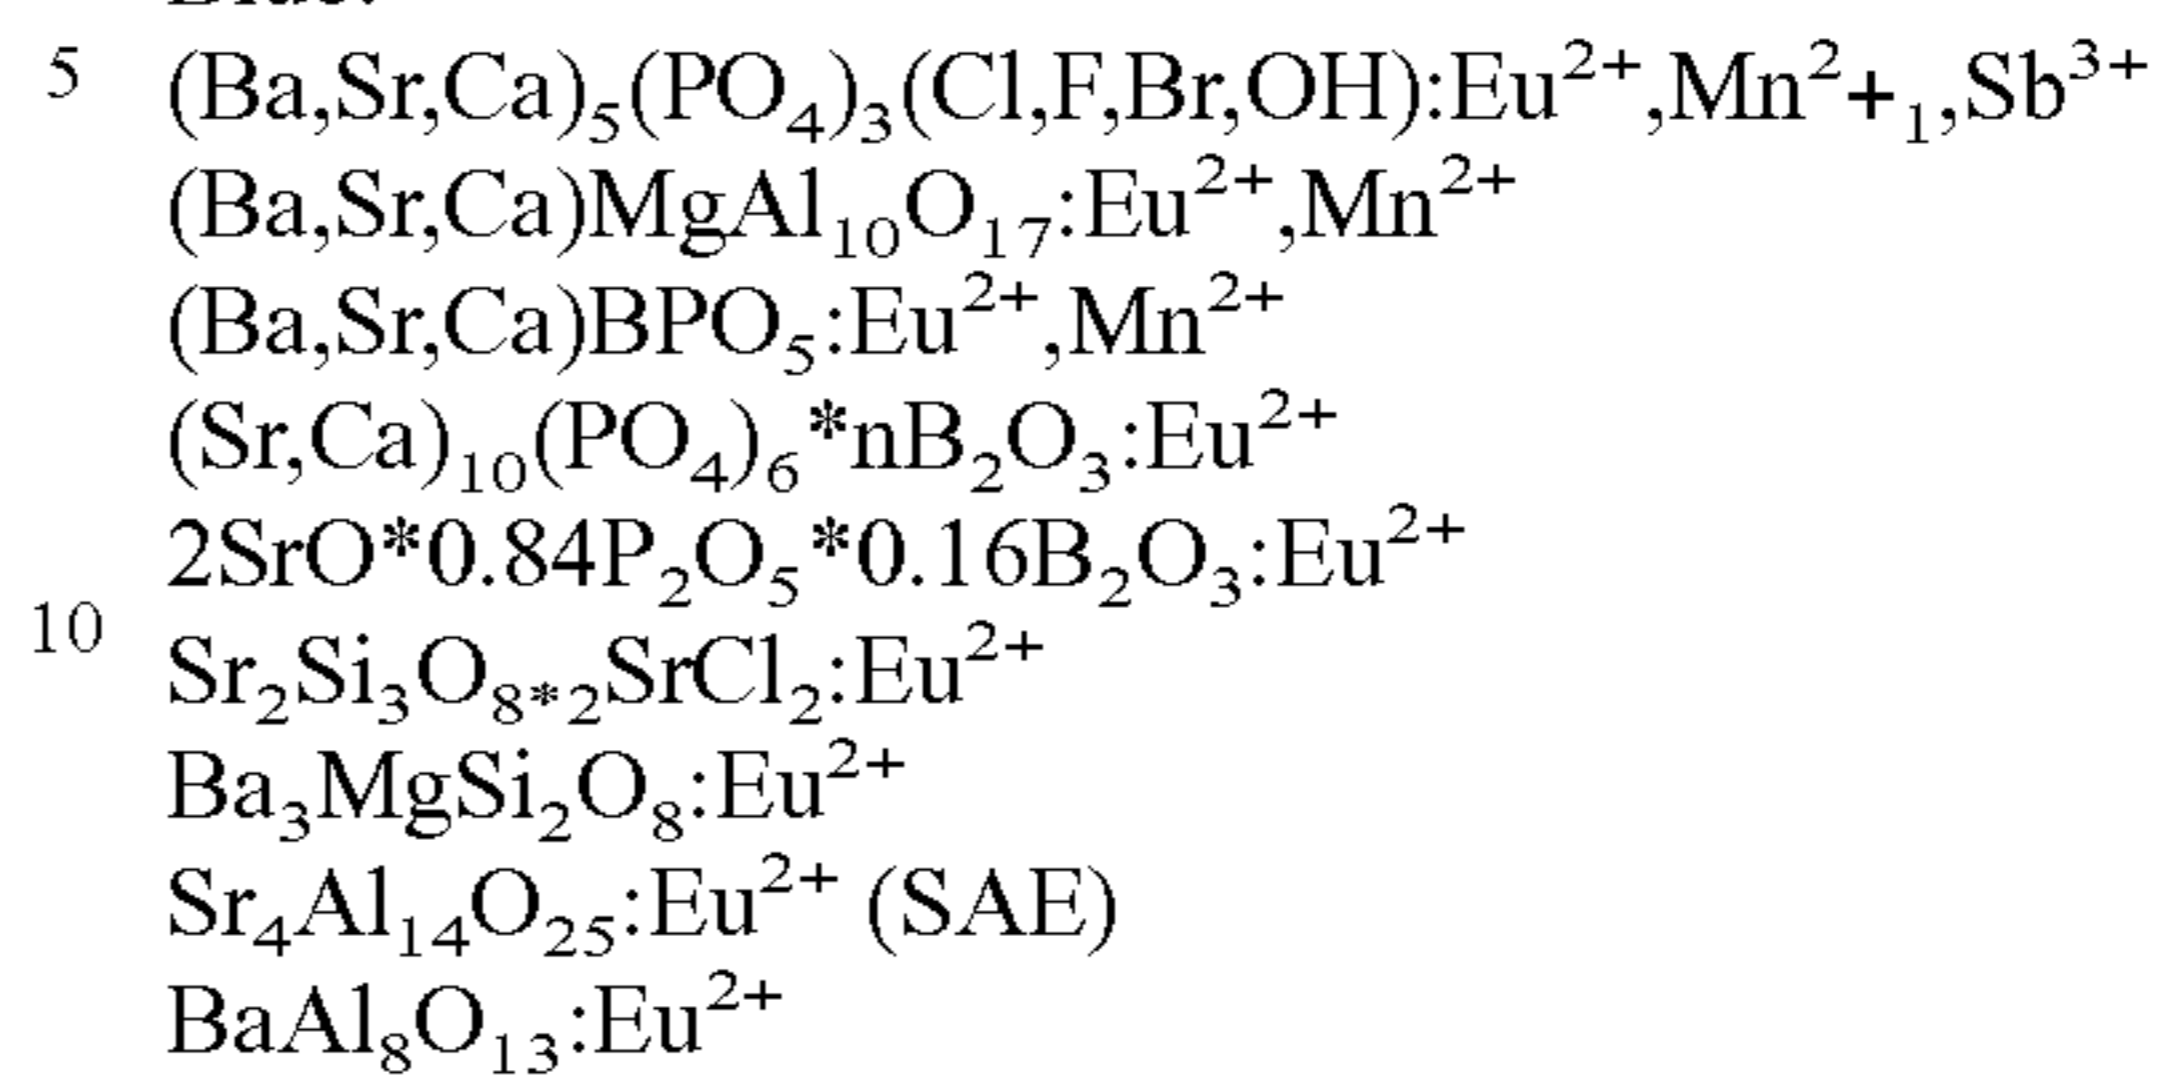 5 (Ba,Sr,Ca)₅(PO₄)₃(Cl,F,Br,OH):Eu²⁺,Mn²+₁,Sb³⁺
(Ba,Sr,Ca)MgAl₁₀O₁₇:Eu²⁺,Mn²⁺
(Ba,Sr,Ca)BPO₅:Eu²⁺,Mn²⁺
(Sr,Ca)₁₀(PO₄)₆*nB₂O₃:Eu²⁺
2SrO*0.84P₂O₅*0.16B₂O₃:Eu²⁺
10
Sr₂Si₃O₈*₂SrCl₂:Eu²⁺
Ba₃MgSi₂O₈:Eu²⁺
Sr₄Al₁₄O₂₅:Eu²⁺ (SAE)
BaAl₈O₁₃:Eu²⁺